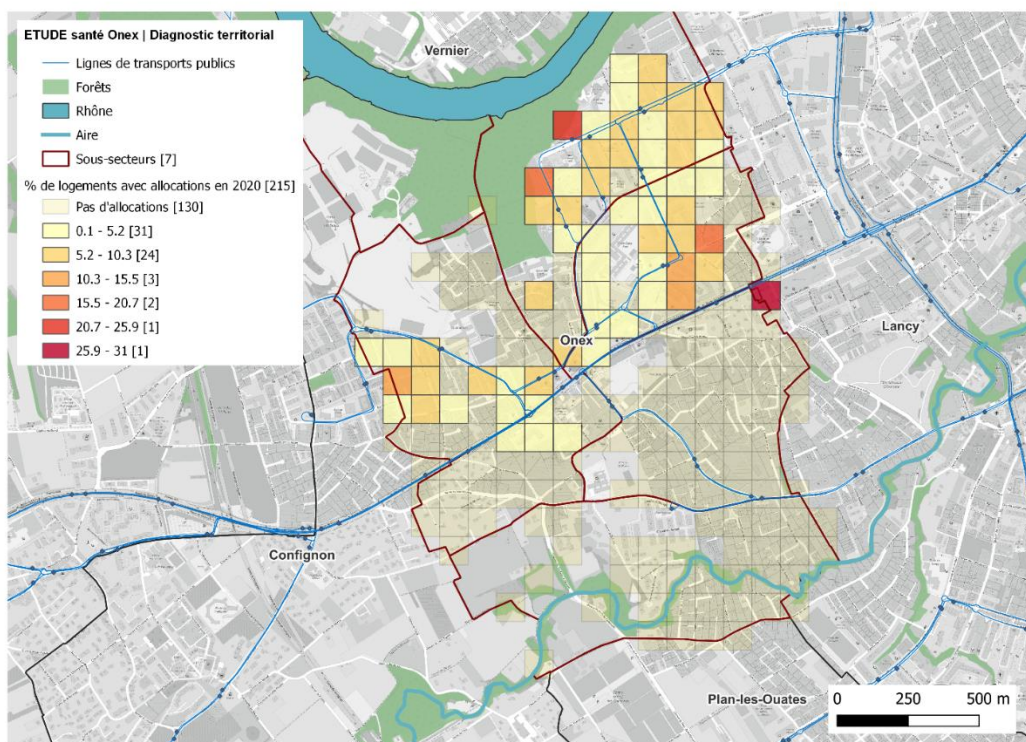 ETUDE santé Onex | Diagnostic territorial
Lignes de transports publics
Forêts
Rhône
Aire
Sous-secteurs [7]
% de logements avec allocations en 2020 [215]
Pas d'allocations [130]
0.1 - 5.2 [31]
5.2 - 10.3 [24]
10.3 - 15.5 [3]
15.5 - 20.7 [2]
20.7 - 25.9 [1]
25.9 - 31 [1]
Vernier
Onex
Lancy
Confignon
Plan-les-Ouates
0 250 500 m